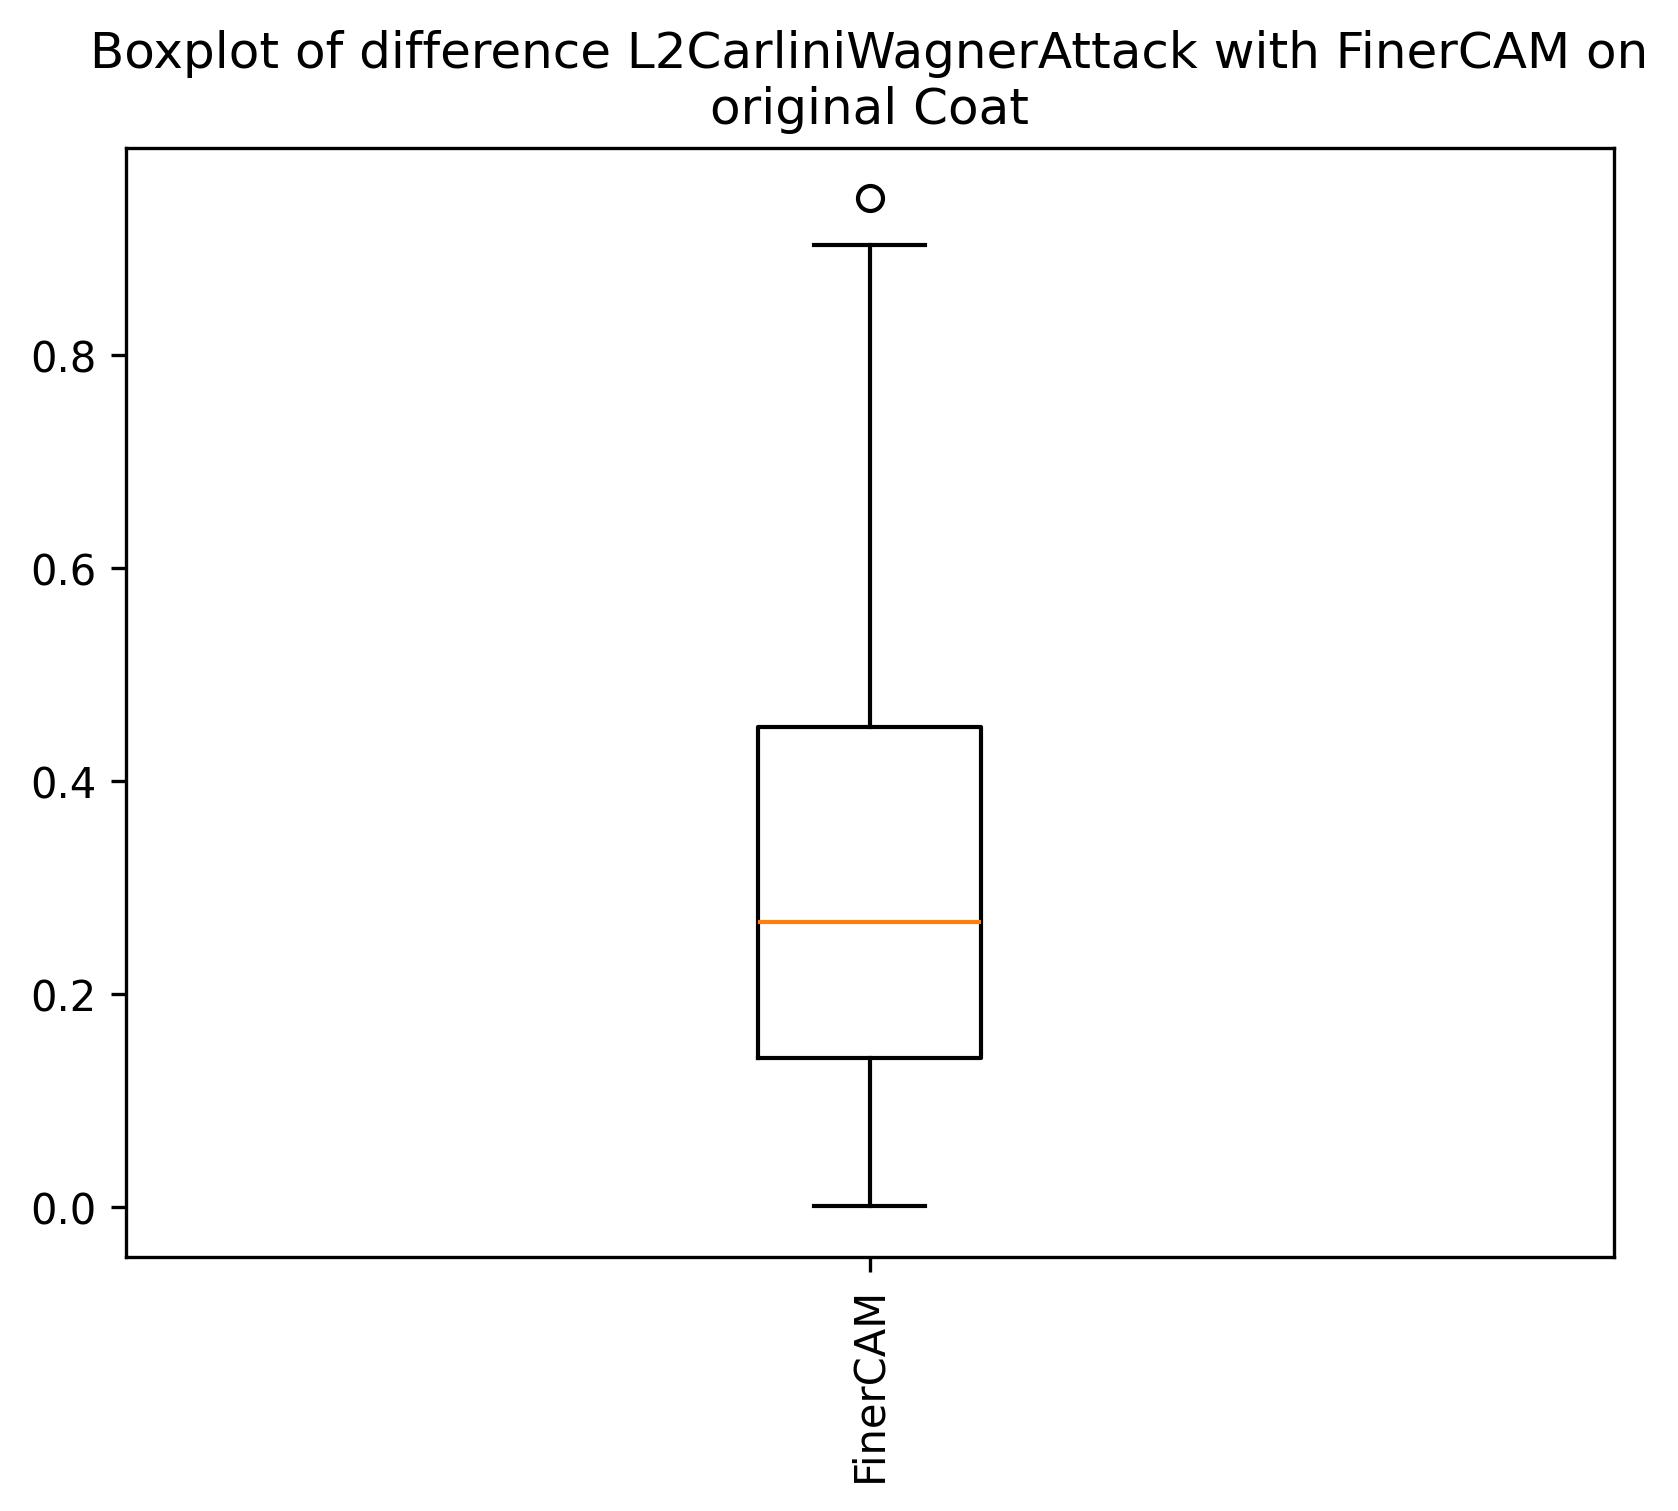 Boxplot of difference L2CarliniWagnerAttack with FinerCAM on
original Coat
0.8
0.6
0.4
0.2
0.0
FinerCAM